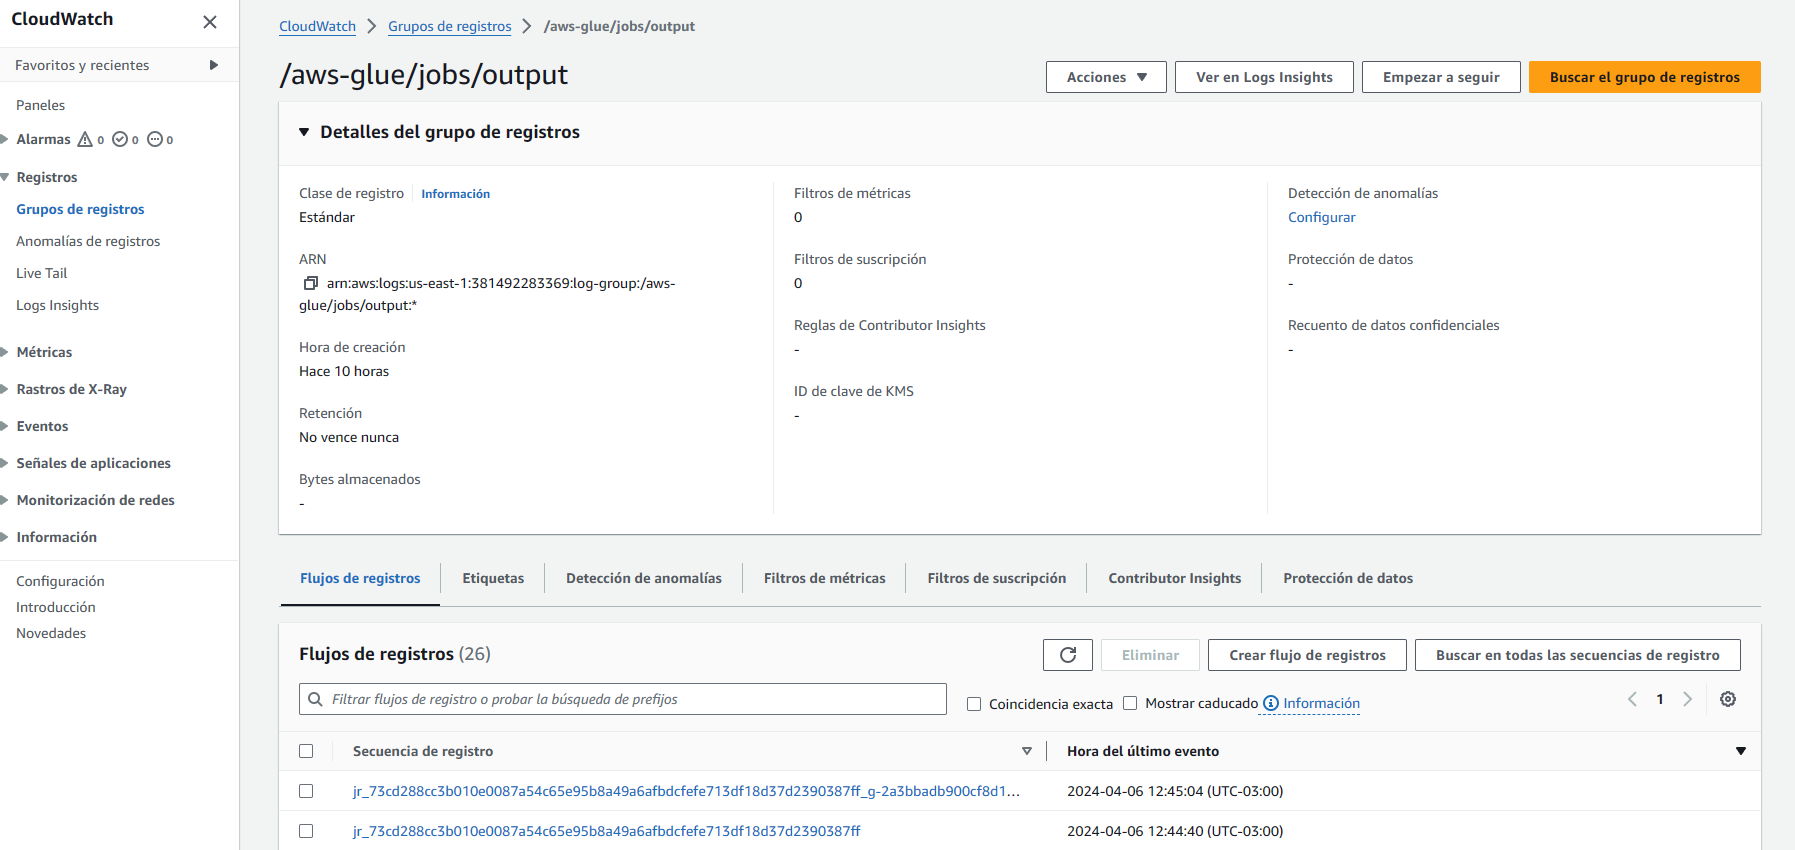 CloudWatch
Favoritos y recientes
Paneles
Alarmas 0 0 0
Registros
Grupos de registros
Anomalías de registros
Live Tail
Logs Insights
Métricas
Rastros de X-Ray
Eventos
Señales de aplicaciones
Monitorización de redes
Información
Configuración
Introducción
Novedades
CloudWatch > Grupos de registros > /aws-glue/jobs/output
/aws-glue/jobs/output
Acciones
Ver en Logs Insights
Empezar a seguir
Buscar el grupo de registros
Detalles del grupo de registros
Clase de registro Información
Estándar
ARN
arn:aws:logs:us-east-1:381492283369:log-group:/aws-
glue/jobs/output:*
Hora de creación
Hace 10 horas
Retención
No vence nunca
Bytes almacenados
-
Filtros de métricas
0
Filtros de suscripción
0
Reglas de Contributor Insights
-
ID de clave de KMS
-
Detección de anomalías
Configurar
Protección de datos
-
Recuento de datos confidenciales
-
Flujos de registros
Etiquetas
Detección de anomalías
Filtros de métricas
Filtros de suscripción
Contributor Insights
Protección de datos
Flujos de registros (26)
Eliminar
Crear flujo de registros
Buscar en todas las secuencias de registro
Filtrar flujos de registro o probar la búsqueda de prefijos
Coincidencia exacta
Mostrar caducado
Información
1
Secuencia de registro
Hora del último evento
jr_73cd288cc3b010e0087a54c65e95b8a49a6afbdcfefe713df18d37d2390387ff_g-2a3bbadb900cf8d1...
2024-04-06 12:45:04 (UTC-03:00)
jr_73cd288cc3b010e0087a54c65e95b8a49a6afbdcfefe713df18d37d2390387ff
2024-04-06 12:44:40 (UTC-03:00)